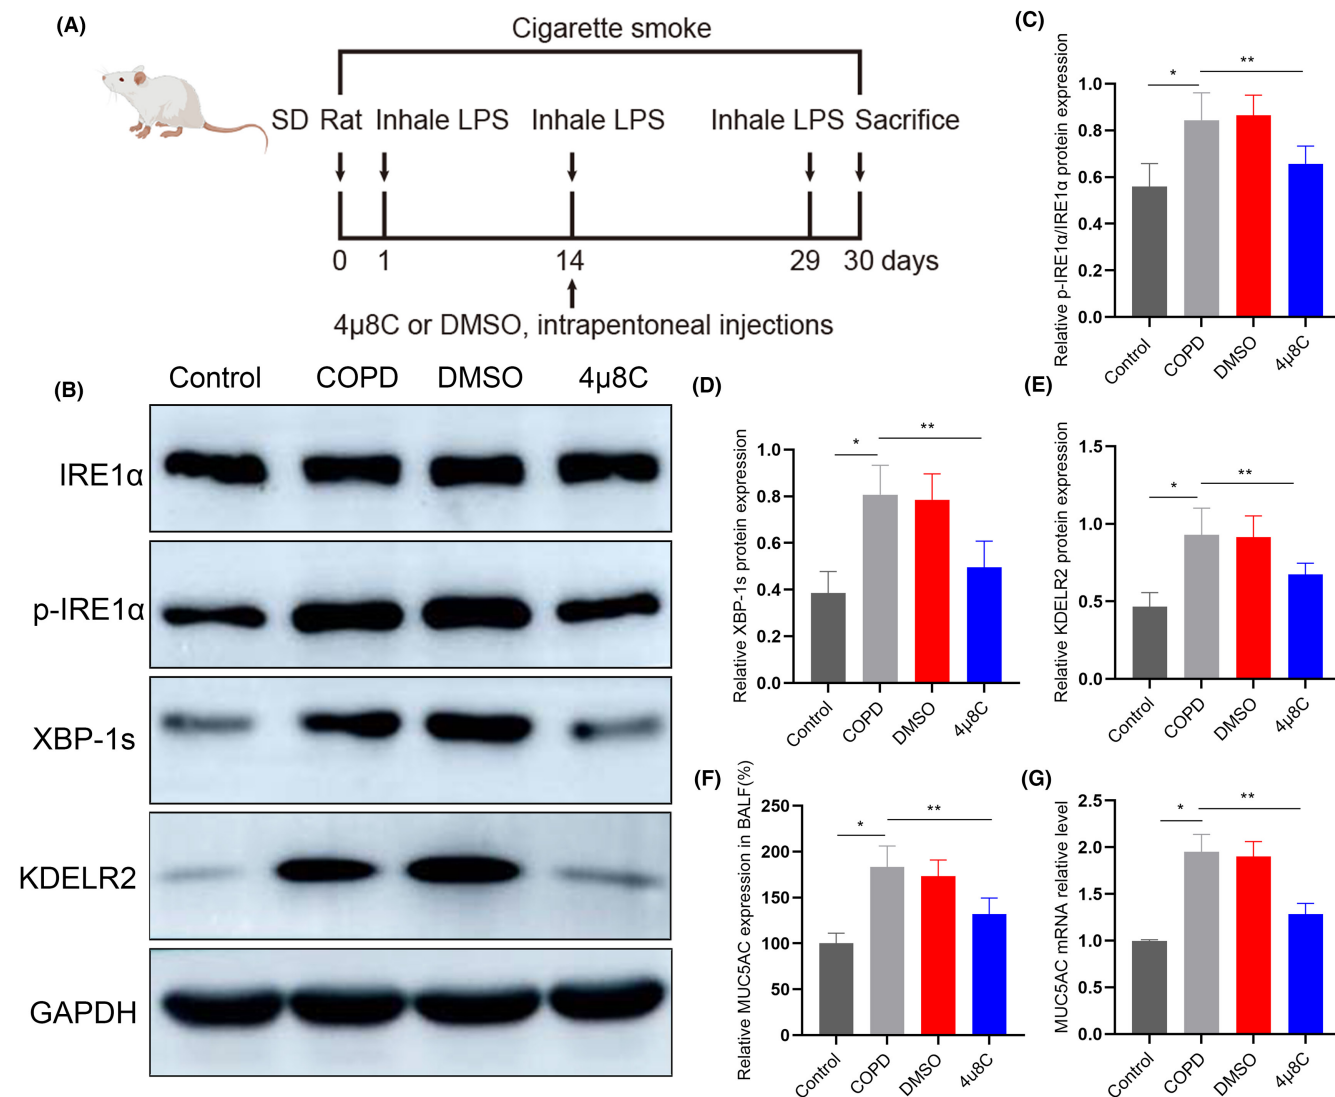 (A)
Cigarette smoke
SD Rat Inhale LPS Inhale LPS Inhale LPS Sacrifice
0 1 14 29 30 days
4µ8C or DMSO, intrapentoneal injections
(B)
Control COPD DMSO 4µ8C
IRE1α
p-IRE1α
XBP-1s
KDELR2
GAPDH
(C)
Relative p-IRE1α/IRE1α protein expression
1.0
0.8
0.6
0.4
0.2
0.0
* **
Control COPD DMSO 4µ8C
(D)
Relative XBP-1s protein expression
1.0
0.8
0.6
0.4
0.2
0.0
* **
Control COPD DMSO 4µ8C
(E)
Relative KDELR2 protein expression
1.5
1.0
0.5
0.0
* **
Control COPD DMSO 4µ8C
(F)
Relative MUC5AC expression in BALF(%)
250
200
150
100
50
0
* **
Control COPD DMSO 4u8C
(G)
MUC5AC mRNA relative level
2.5
2.0
1.5
1.0
0.5
0.0
* **
Control COPD DMSO 4µ8C